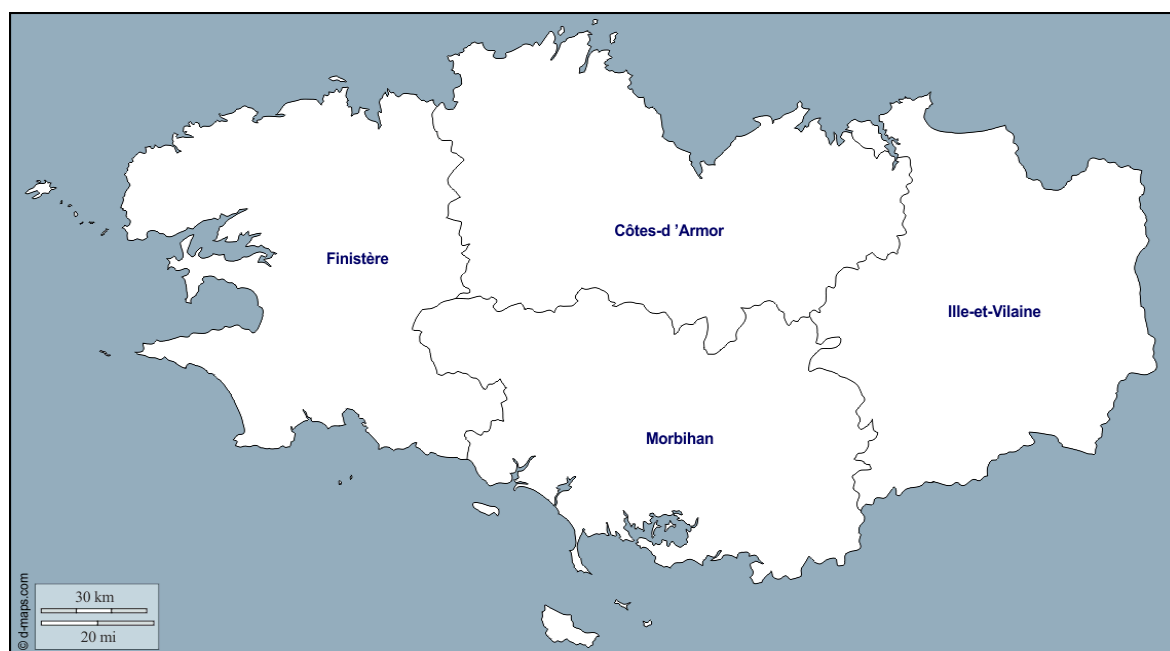 Côtes-d ’Armor
Finistère
Ille-et-Vilaine
Morbihan
30 km
20 mi
© d-maps.com